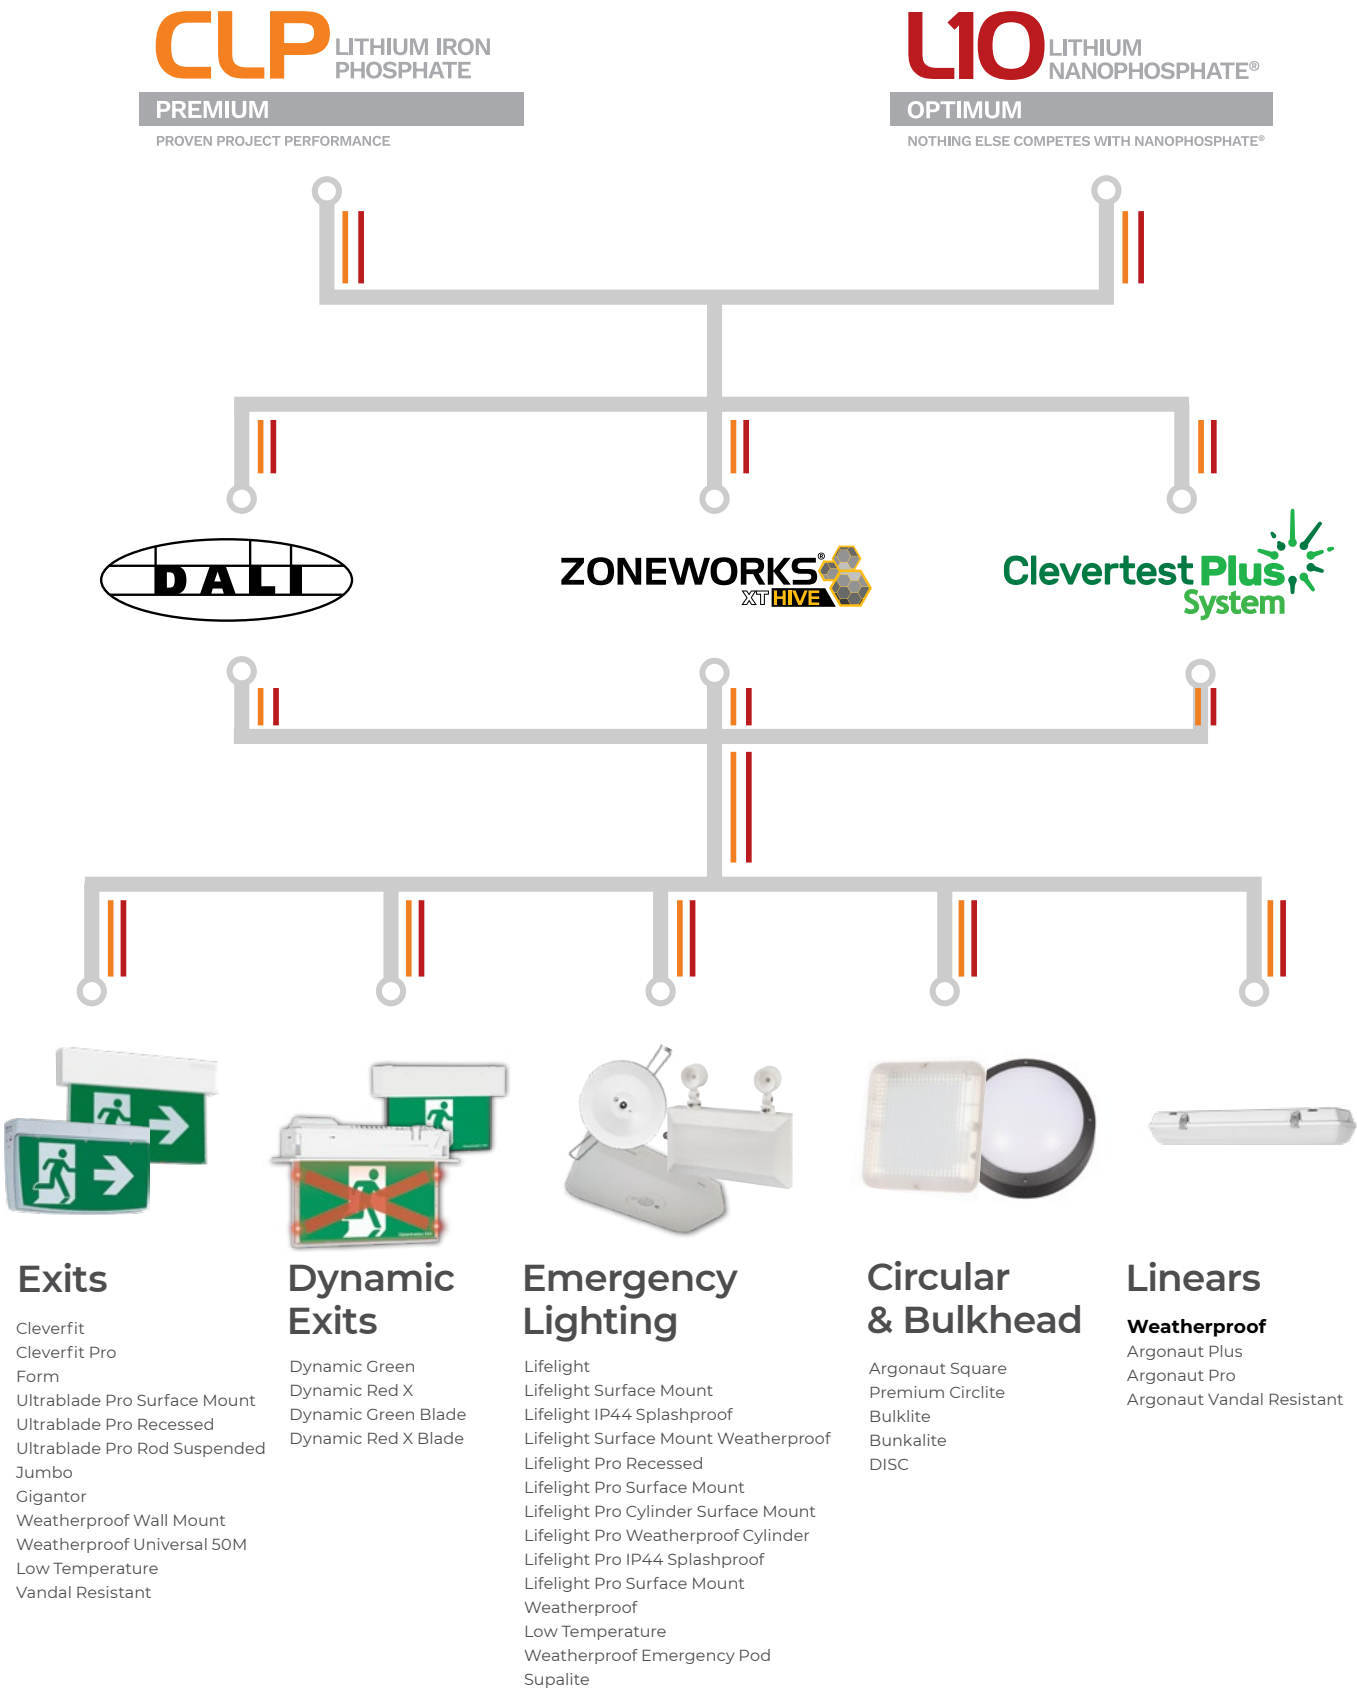 CLP LITHIUM IRON
PHOSPHATE
PREMIUM
PROVEN PROJECT PERFORMANCE
L10 LITHIUM
NANOPHOSPHATE®
OPTIMUM
NOTHING ELSE COMPETES WITH NANOPHOSPHATE®
DALI
ZONEWORKS®
XT HIVE
Clevertest Plus
System
Exits
Cleverfit
Cleverfit Pro
Form
Ultrablade Pro Surface Mount
Ultrablade Pro Recessed
Ultrablade Pro Rod Suspended
Jumbo
Gigantor
Weatherproof Wall Mount
Weatherproof Universal 50M
Low Temperature
Vandal Resistant
Dynamic
Exits
Dynamic Green
Dynamic Red X
Dynamic Green Blade
Dynamic Red X Blade
Emergency
Lighting
Lifelight
Lifelight Surface Mount
Lifelight IP44 Splashproof
Lifelight Surface Mount Weatherproof
Lifelight Pro Recessed
Lifelight Pro Surface Mount
Lifelight Pro Cylinder Surface Mount
Lifelight Pro Weatherproof Cylinder
Lifelight Pro IP44 Splashproof
Lifelight Pro Surface Mount
Weatherproof
Low Temperature
Weatherproof Emergency Pod
Supalite
Circular
& Bulkhead
Argonaut Square
Premium Circlite
Bulklite
Bunkalite
DISC
Linears
Weatherproof
Argonaut Plus
Argonaut Pro
Argonaut Vandal Resistant